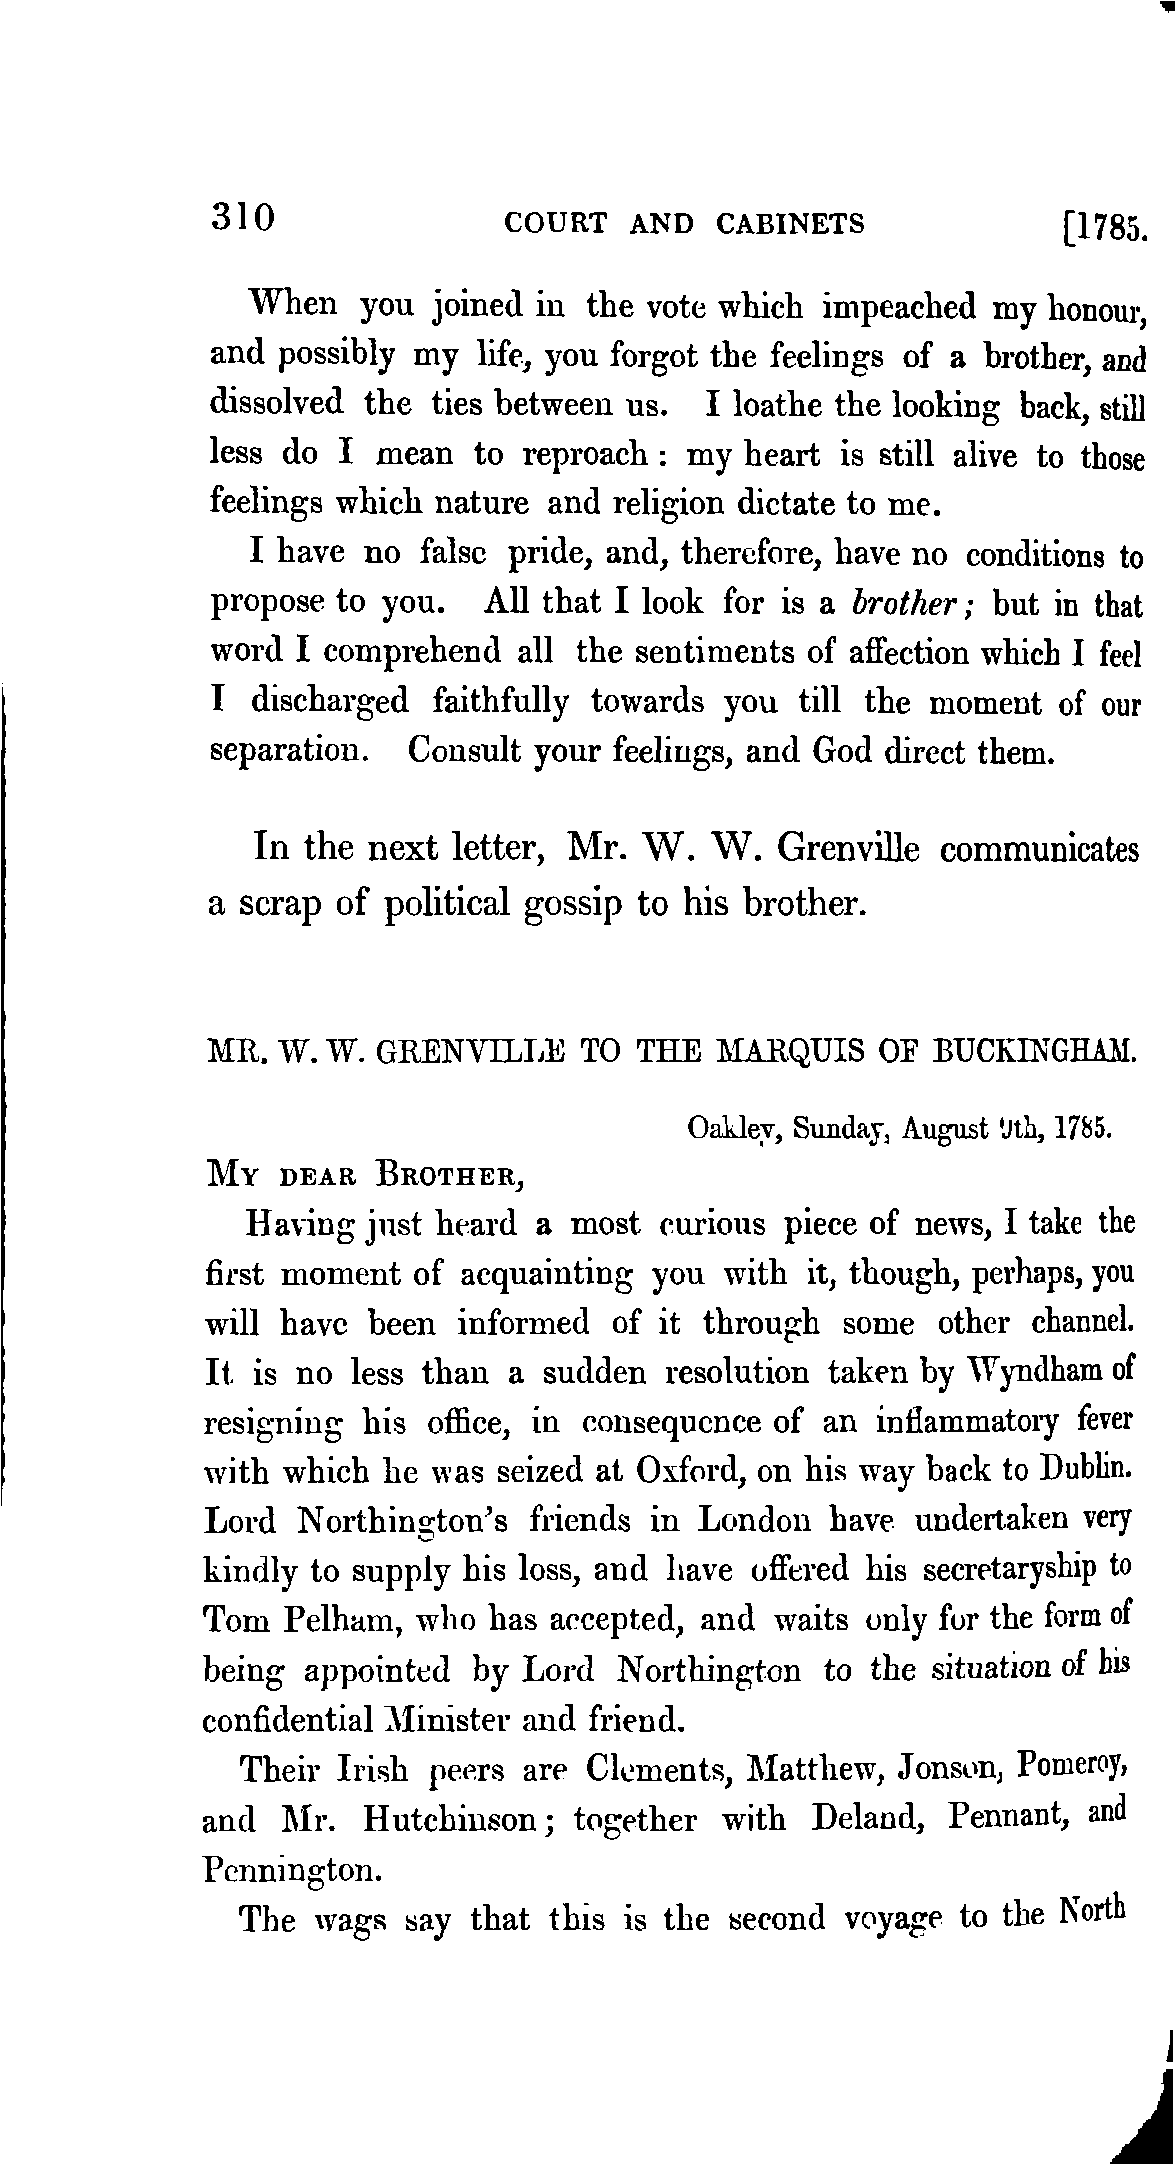 310 COURT AND CABINETS [1785.
When you joined in the vote which impeached my honour,
and possibly my life, you forgot the feelings of a brother, and
dissolved the ties between us. I loathe the looking back, still
less do I mean to reproach : my heart is still alive to those
feelings which nature and religion dictate to me.
I have no false pride, and, therefore, have no conditions to
propose to you. All that I look for is a brother; but in that
word I comprehend all the sentiments of affection which I feel
I discharged faithfully towards you till the moment of our
separation. Consult your feelings, and God direct them.
In the next letter, Mr. W. W. Grenville communicates
a scrap of political gossip to his brother.
MR. W. W. GRENVILLE TO THE MARQUIS OF BUCKINGHAM.
Oakley, Sunday, August 9th, 1785.
MY DEAR BROTHER,
Having just heard a most curious piece of news, I take the
first moment of acquainting you with it, though, perhaps, you
will have been informed of it through some other channel.
It is no less than a sudden resolution taken by Wyndham of
resigning his office, in consequence of an inflammatory fever
with which he was seized at Oxford, on his way back to Dublin.
Lord Northington's friends in London have undertaken very
kindly to supply his loss, and have offered his secretaryship to
Tom Pelham, who has accepted, and waits only for the form of
being appointed by Lord Northington to the situation of his
confidential Minister and friend.
Their Irish peers are Clements, Matthew, Jonson, Pomeroy,
and Mr. Hutchinson; together with Deland, Pennant, and
Pennington.
The wags say that this is the second voyage to the North